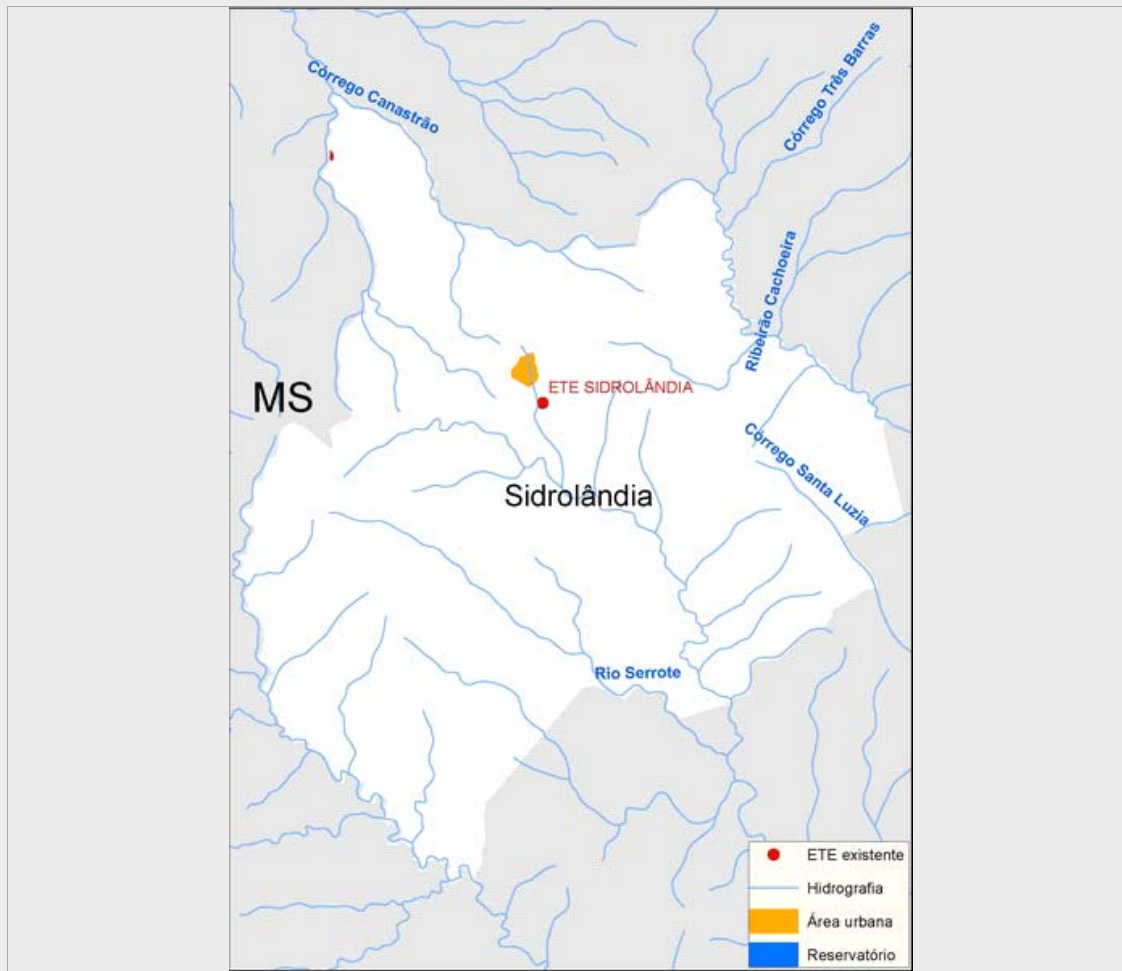 Córrego Canastrão
Córrego Três Barras
Ribeirão Cachoeira
ETE SIDROLÂNDIA
MS
Córrego Santa Luzia
Sidrolândia
Rio Serrote
ETE existente
Hidrografia
Área urbana
Reservatório